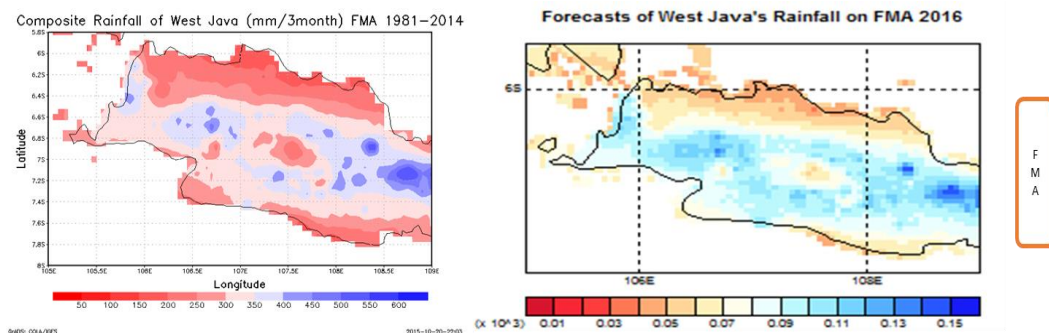 Composite Rainfall of West Java (mm/3month) FMA 1981-2014
5.8S
6S
6.2S
6.4S
6.6S
6.8S
7S
7.2S
7.4S
7.6S
7.8S
8S
Latitude
105E 105.5E 106E 106.5E 107E 107.5E 108E 108.5E 109E
Longitude
50 100 150 200 250 300 350 400 450 500 550 600
GrADS: COLA/IGES
2015-10-20-22:03
Forecasts of West Java's Rainfall on FMA 2016
6S
106E 108E
(x 10^3) 0.01 0.03 0.05 0.07 0.09 0.11 0.13 0.15
F
M
A